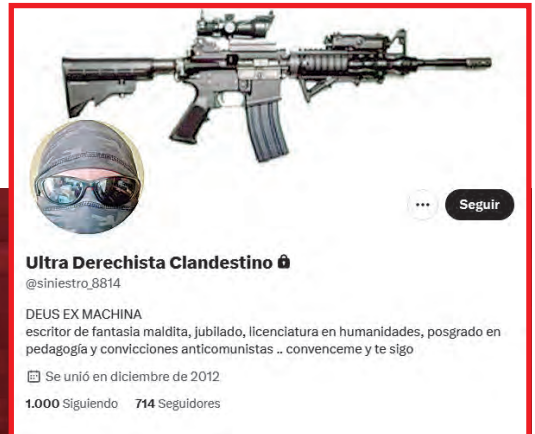 Seguir
Ultra Derechista Clandestino
@siniestro_8814
DEUS EX MACHINA
escritor de fantasia maldita, jubilado, licenciatura en humanidades, posgrado en
pedagogía y convicciones anticomunistas .. convenceme y te sigo
Se unió en diciembre de 2012
1.000 Siguiendo 714 Seguidores